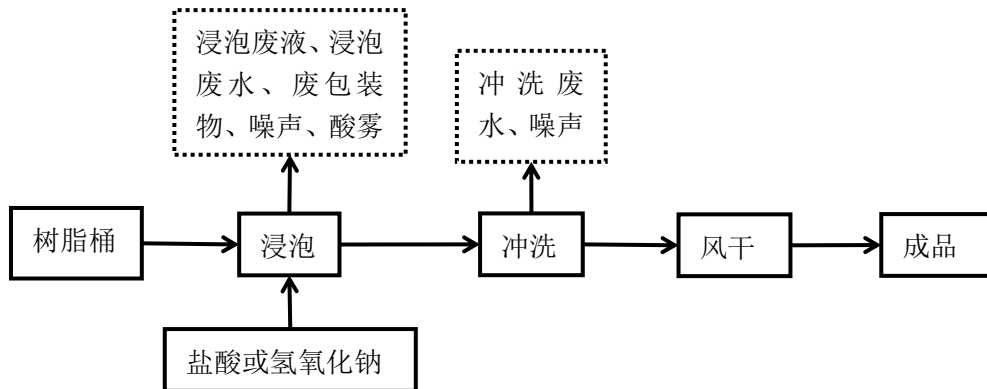 浸泡废液、浸泡
废水、废包装
物、噪声、酸雾
冲洗废
水、噪声
树脂桶
浸泡
冲洗
风干
成品
盐酸或氢氧化钠